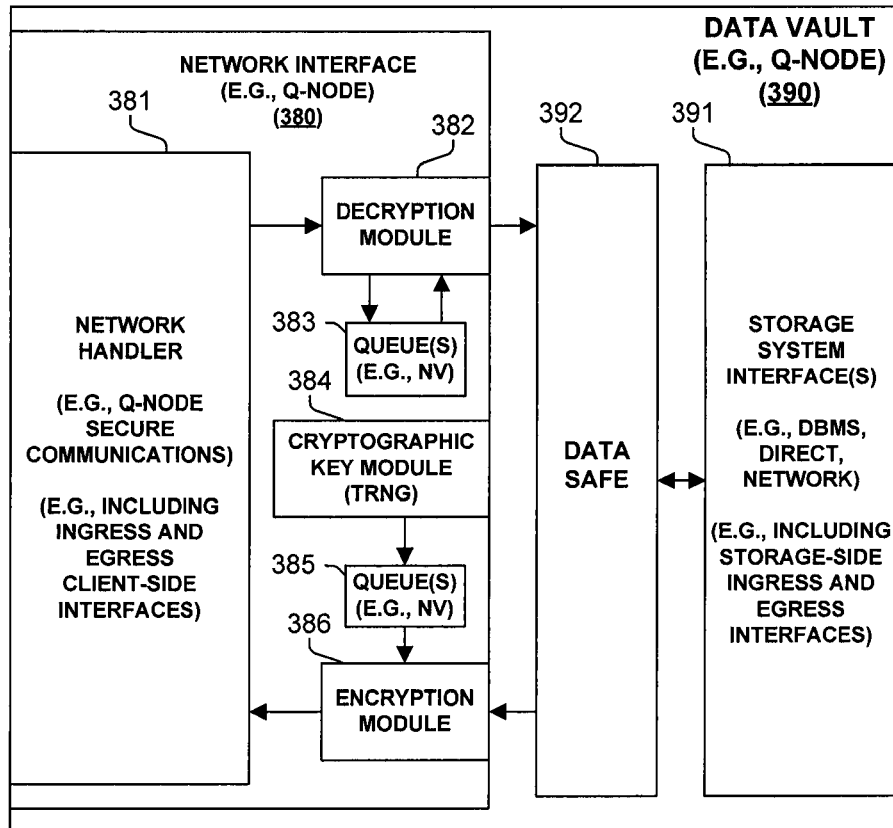 DATA VAULT
(E.G., Q-NODE)
(390)
NETWORK INTERFACE
(E.G., Q-NODE)
(380)
381
382
392
391
DECRYPTION
MODULE
383
QUEUE(S)
(E.G., NV)
384
CRYPTOGRAPHIC
KEY MODULE
(TRNG)
385
QUEUE(S)
(E.G., NV)
386
ENCRYPTION
MODULE
NETWORK
HANDLER
(E.G., Q-NODE
SECURE
COMMUNICATIONS)
(E.G., INCLUDING
INGRESS AND
EGRESS
CLIENT-SIDE
INTERFACES)
DATA
SAFE
STORAGE
SYSTEM
INTERFACE(S)
(E.G., DBMS,
DIRECT,
NETWORK)
(E.G., INCLUDING
STORAGE-SIDE
INGRESS AND
EGRESS
INTERFACES)